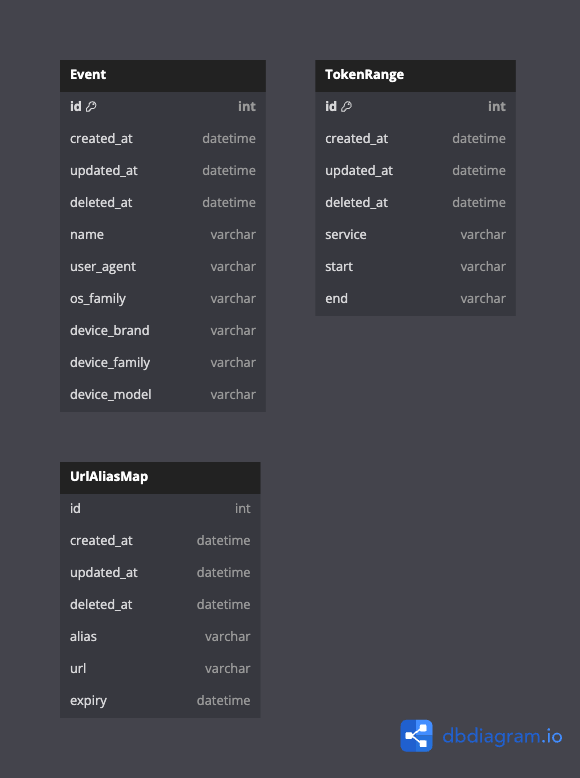 Event
id int
created_at datetime
updated_at datetime
deleted_at datetime
name varchar
user_agent varchar
os_family varchar
device_brand varchar
device_family varchar
device_model varchar
TokenRange
id int
created_at datetime
updated_at datetime
deleted_at datetime
service varchar
start varchar
end varchar
UrlAliasMap
id int
created_at datetime
updated_at datetime
deleted_at datetime
alias varchar
url varchar
expiry datetime
dbdiagram.io